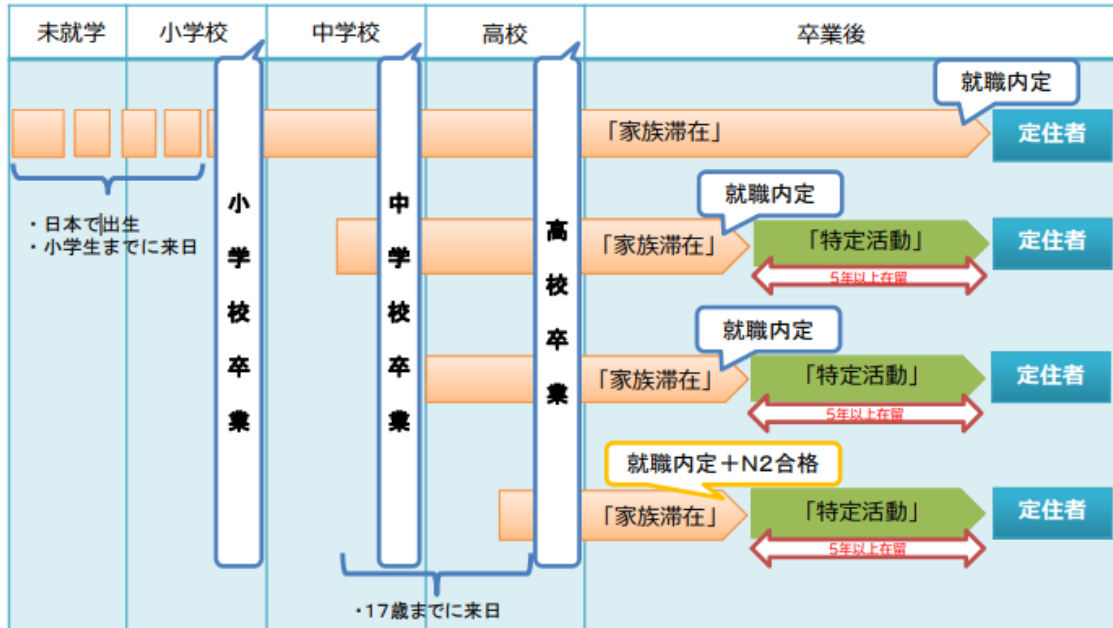 未就学
小学校
中学校
高校
卒業後
就職内定
「家族滞在」
定住者
・日本で出生
・小学生までに来日
就職内定
「家族滞在」
「特定活動」
定住者
5年以上在留
就職内定
「家族滞在」
「特定活動」
定住者
5年以上在留
就職内定+N2合格
「家族滞在」
「特定活動」
定住者
5年以上在留
小学校卒業
中学校卒業
高校卒業
・17歳までに来日